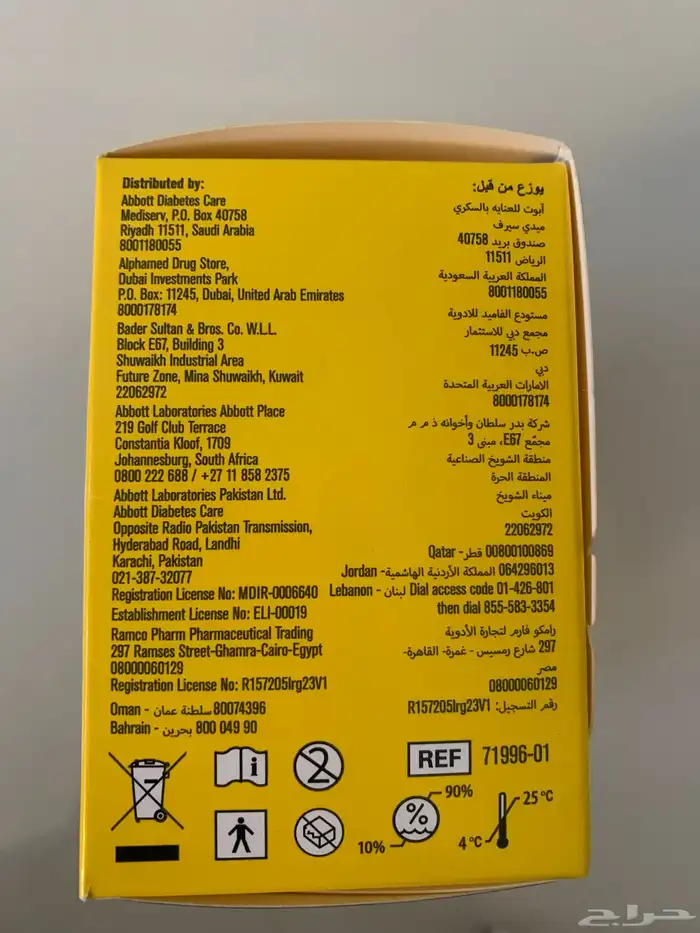 Distributed by:
Abbott Diabetes Care
Mediserv, P.O. Box 40758
Riyadh 11511, Saudi Arabia
8001180055
Alphamed Drug Store,
Dubai Investments Park
P.O. Box: 11245, Dubai, United Arab Emirates
8000178174
Bader Sultan & Bros. Co. W.L.L.
Block E67, Building 3
Shuwaikh Industrial Area
Future Zone, Mina Shuwaikh, Kuwait
22062972
Abbott Laboratories Abbott Place
219 Golf Club Terrace
Constantia Kloof, 1709
Johannesburg, South Africa
0800 222 688 / +27 11 858 2375
Abbott Laboratories Pakistan Ltd.
Abbott Diabetes Care
Opposite Radio Pakistan Transmission,
Hyderabad Road, Landhi
Karachi, Pakistan
021-387-32077
Registration License No: MDIR-0006640
Establishment License No: ELI-00019
Ramco Pharm Pharmaceutical Trading
297 Ramses Street-Ghamra-Cairo-Egypt
08000060129
Registration License No: R157205lrg23V1
Oman - سلطنة عمان 80074396
Bahrain - بحرين 800 049 90
يوزع من قبل:
آبوت للعنايه بالسكري
ميدي سيرف
صندوق بريد 40758
الرياض 11511
المملكة العربية السعودية
8001180055
مستودع الفاميد للادوية
مجمع دبي للاستثمار
ص.ب 11245
دبي
الامارات العربية المتحدة
8000178174
شركة بدر سلطان وأخوانه ذ م م
مجمّع E67، مبنى 3
منطقة الشويخ الصناعية
المنطقة الحرة
ميناء الشويخ
الكويت
22062972
Qatar - قطر 00800100869
Jordan - المملكة الأردنية الهاشمية 064296013
Lebanon - لبنان Dial access code 01-426-801
then dial 855-583-3354
رامكو فارم لتجارة الأدوية
297 شارع رمسيس - غمرة- القاهرة-
مصر
08000060129
رقم التسجيل: R157205lrg23V1
REF 71996-01
2
10% % 90%
4°C 25 °C
حراج